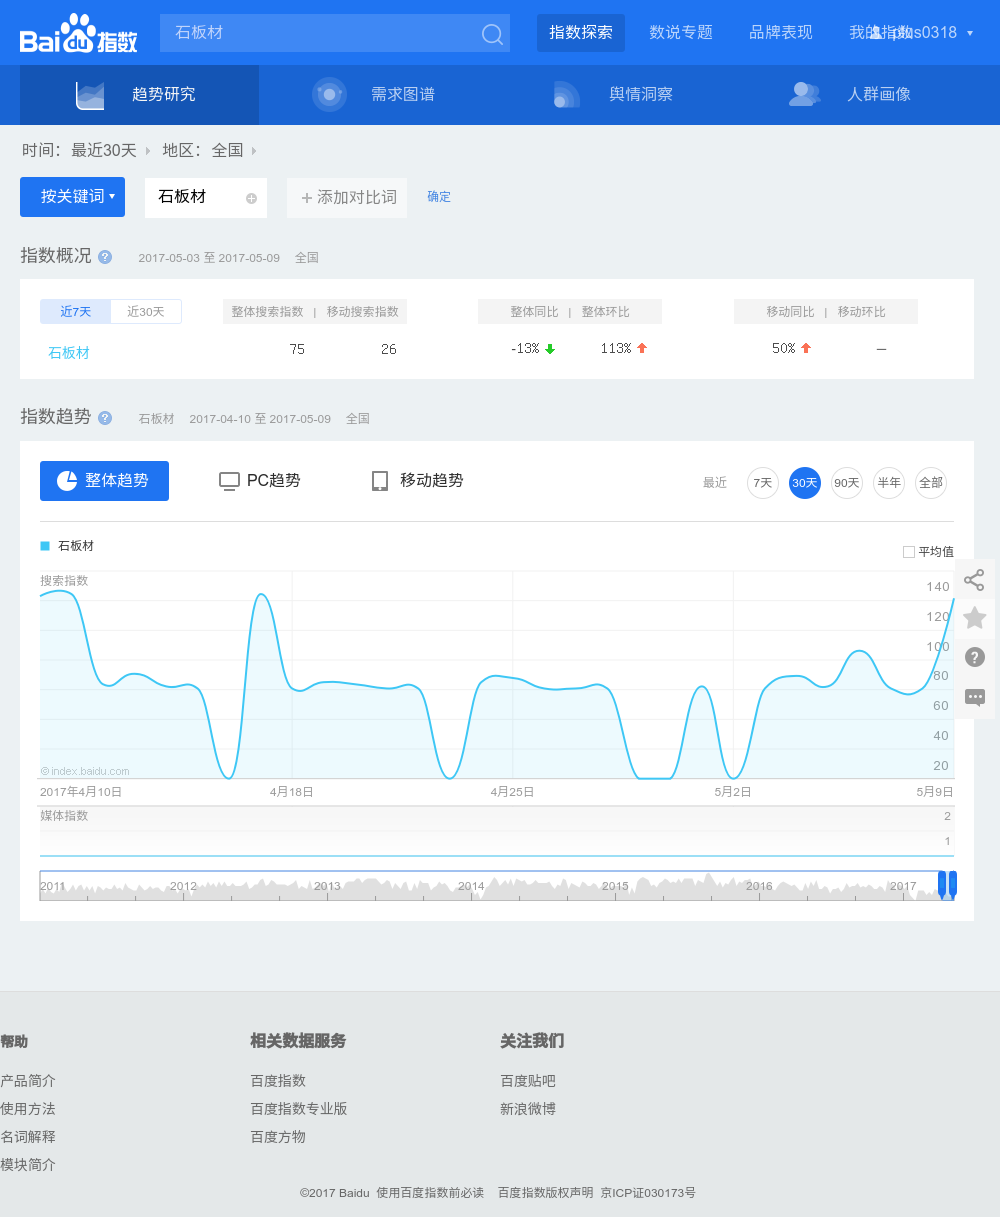 Bai du 指数 石板材 指数探索 数说专题 品牌表现 我的指数 plus0318
趋势研究 需求图谱 舆情洞察 人群画像
时间: 最近30天 地区: 全国
按关键词 石板材 + 添加对比词 确定
指数概况 ? 2017-05-03 至 2017-05-09 全国
近7天 近30天 整体搜索指数 | 移动搜索指数 整体同比 | 整体环比 移动同比 | 移动环比
石板材 75 26 -13% 113% 50% –
指数趋势 ? 石板材 2017-04-10 至 2017-05-09 全国
整体趋势 PC趋势 移动趋势 最近 7天 30天 90天 半年 全部
石板材
平均值
搜索指数
140
120
100
80
60
40
20
©index.baidu.com
2017年4月10日 4月18日 4月25日 5月2日 5月9日
媒体指数 2
1
2011 2012 2013 2014 2015 2016 2017
帮助 相关数据服务 关注我们
产品简介 百度指数 百度贴吧
使用方法 百度指数专业版 新浪微博
名词解释 百度方物
模块简介
©2017 Baidu 使用百度指数前必读 百度指数版权声明 京ICP证030173号